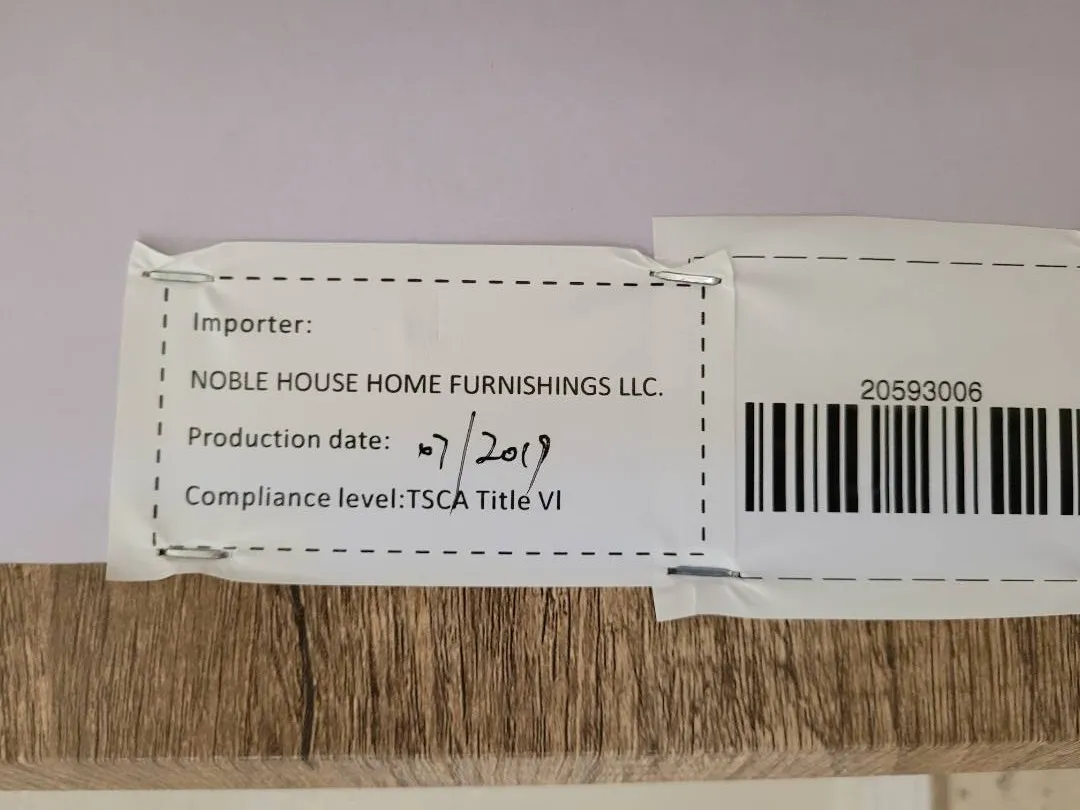 Importer:
NOBLE HOUSE HOME FURNISHINGS LLC.
Production date: 07/2019
Compliance level:TSCA Title VI
20593006